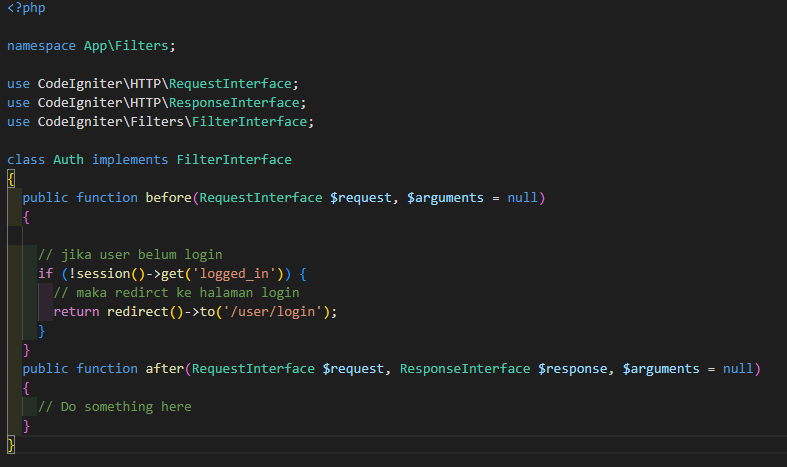 <?php
namespace App\Filters;
use CodeIgniter\HTTP\RequestInterface;
use CodeIgniter\HTTP\ResponseInterface;
use CodeIgniter\Filters\FilterInterface;
class Auth implements FilterInterface
{
public function before(RequestInterface $request, $arguments = null)
{
// jika user belum login
if (!session()->get('logged_in')) {
// maka redirct ke halaman login
return redirect()->to('/user/login');
}
}
public function after(RequestInterface $request, ResponseInterface $response, $arguments = null)
{
// Do something here
}
}